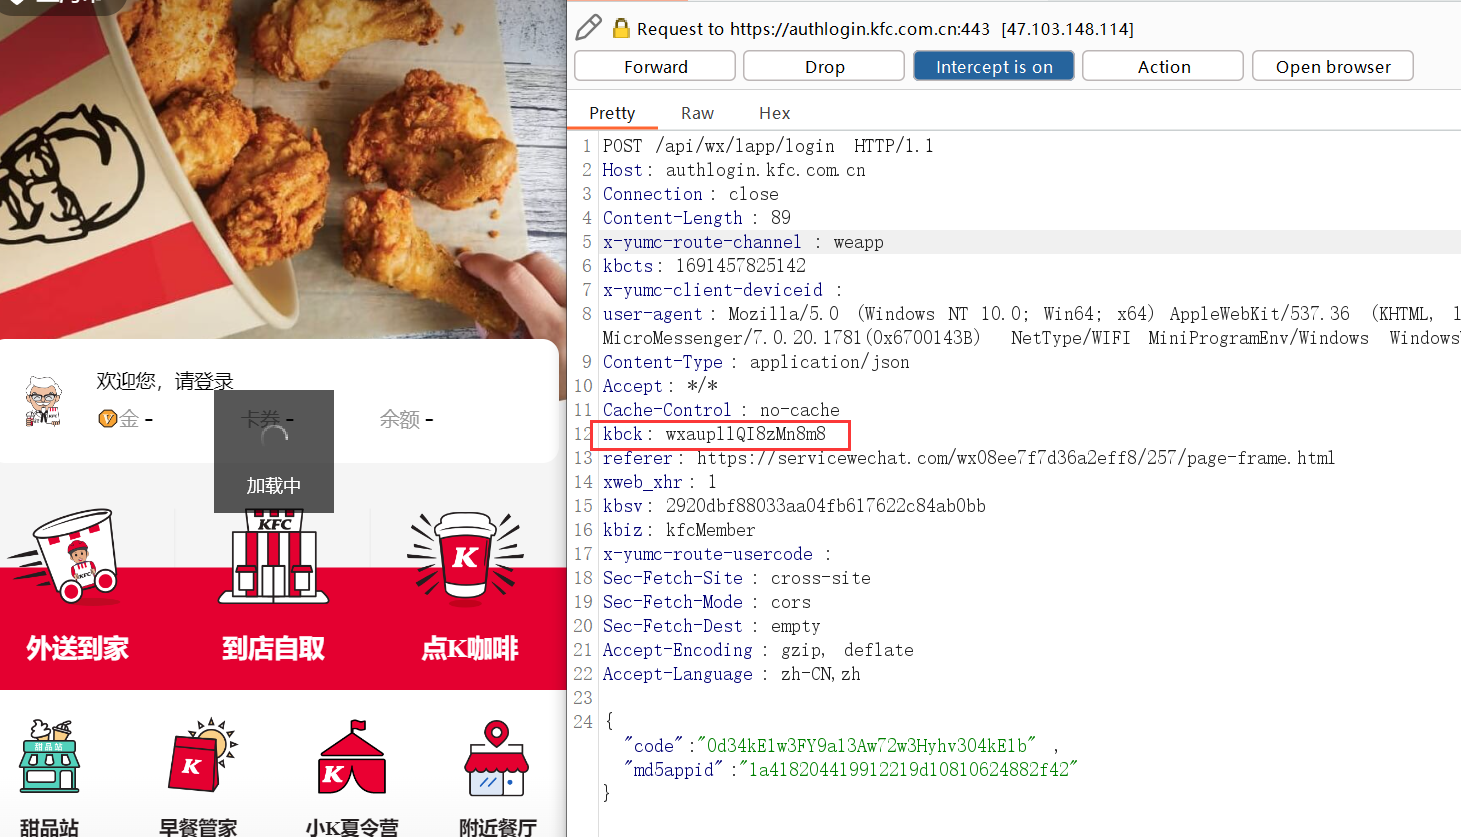 欢迎您，请登录
金 -
卡券 -
余额 -
加载中
KFC
K
外送到家
到店自取
点K咖啡
甜品站
K
K
甜品站
早餐管家
小K夏令营
附近餐厅
Request to https://authlogin.kfc.com.cn:443 [47.103.148.114]
Forward
Drop
Intercept is on
Action
Open browser
Pretty
Raw
Hex
1 POST /api/wx/lapp/login HTTP/1.1
2 Host: authlogin.kfc.com.cn
3 Connection: close
4 Content-Length: 89
5 x-yumc-route-channel: weapp
6 kbcts: 1691457825142
7 x-yumc-client-deviceid:
8 user-agent: Mozilla/5.0 (Windows NT 10.0; Win64; x64) AppleWebKit/537.36 (KHTML, l
MicroMessenger/7.0.20.1781(0x6700143B) NetType/WIFI MiniProgramEnv/Windows Windows
9 Content-Type: application/json
10 Accept: */*
11 Cache-Control: no-cache
12 kbck: wxaupllQI8zMn8m8
13 referer: https://servicewechat.com/wx08ee7f7d36a2eff8/257/page-frame.html
14 xweb_xhr: 1
15 kbsv: 2920dbf88033aa04fb617622c84ab0bb
16 kbiz: kfcMember
17 x-yumc-route-usercode:
18 Sec-Fetch-Site: cross-site
19 Sec-Fetch-Mode: cors
20 Sec-Fetch-Dest: empty
21 Accept-Encoding: gzip, deflate
22 Accept-Language: zh-CN,zh
23
24 {
"code":"0d34kElw3FY9al3Aw72w3Hyhv304kElb",
"md5appid":"1a418204419912219d10810624882f42"
}